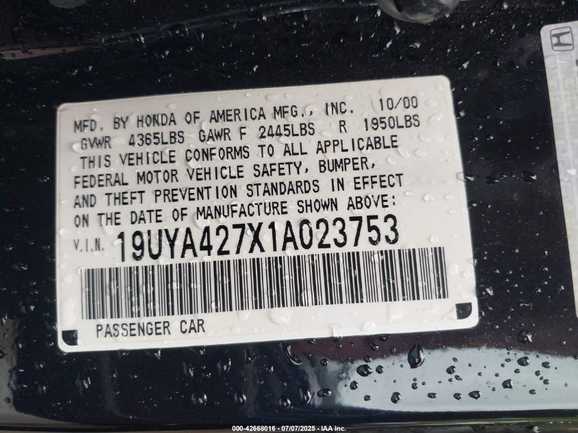 MFD. BY HONDA OF AMERICA MFG., INC. 10/00
GVWR 4365LBS GAWR F 2445LBS R 1950LBS
THIS VEHICLE CONFORMS TO ALL APPLICABLE
FEDERAL MOTOR VEHICLE SAFETY, BUMPER,
AND THEFT PREVENTION STANDARDS IN EFFECT
ON THE DATE OF MANUFACTURE SHOWN ABOVE:
V.I.N. 19UYA427X1A023753
PASSENGER CAR
000-42668016 - 07/07/2025 - IAA Inc.